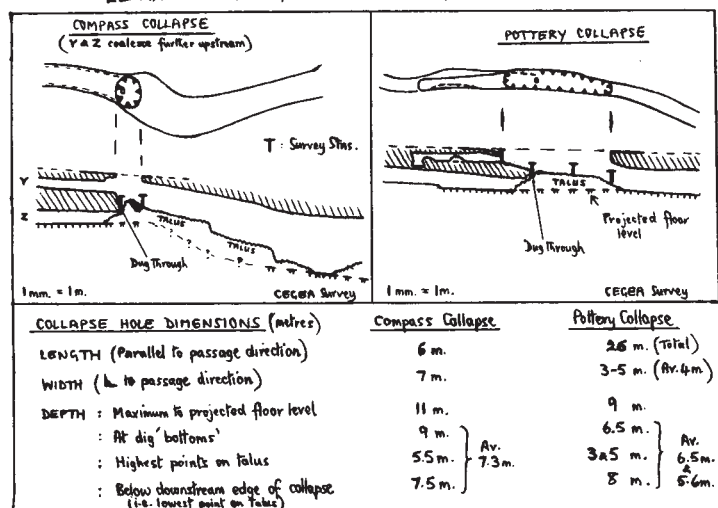 COMPASS COLLAPSE
(Y & Z coalesce further upstream)
T : Survey Stns.
Y
Z
TALUS
TALUS
Dug Through
1mm. = 1m.
CEGEA Survey
POTTERY COLLAPSE
TALUS
Projected floor
level
Dug Through
1mm. = 1m.
CEGEA Survey
COLLAPSE HOLE DIMENSIONS (metres)
Compass Collapse
Pottery Collapse
LENGTH (Parallel to passage direction)
6 m.
26 m. (Total)
WIDTH (⊥ to passage direction)
7 m.
3-5 m. (Av. 4m)
DEPTH : Maximum to projected floor level
11 m.
9 m.
: At dig 'bottoms'
9 m.
6.5 m.
: Highest points on talus
5.5 m.
Av.
7.3 m.
3 & 5 m.
Av.
6.5 m.
&
5.6 m.
: Below downstream edge of collapse
7.5 m.
8 m.
(i.e. lowest point on talus)